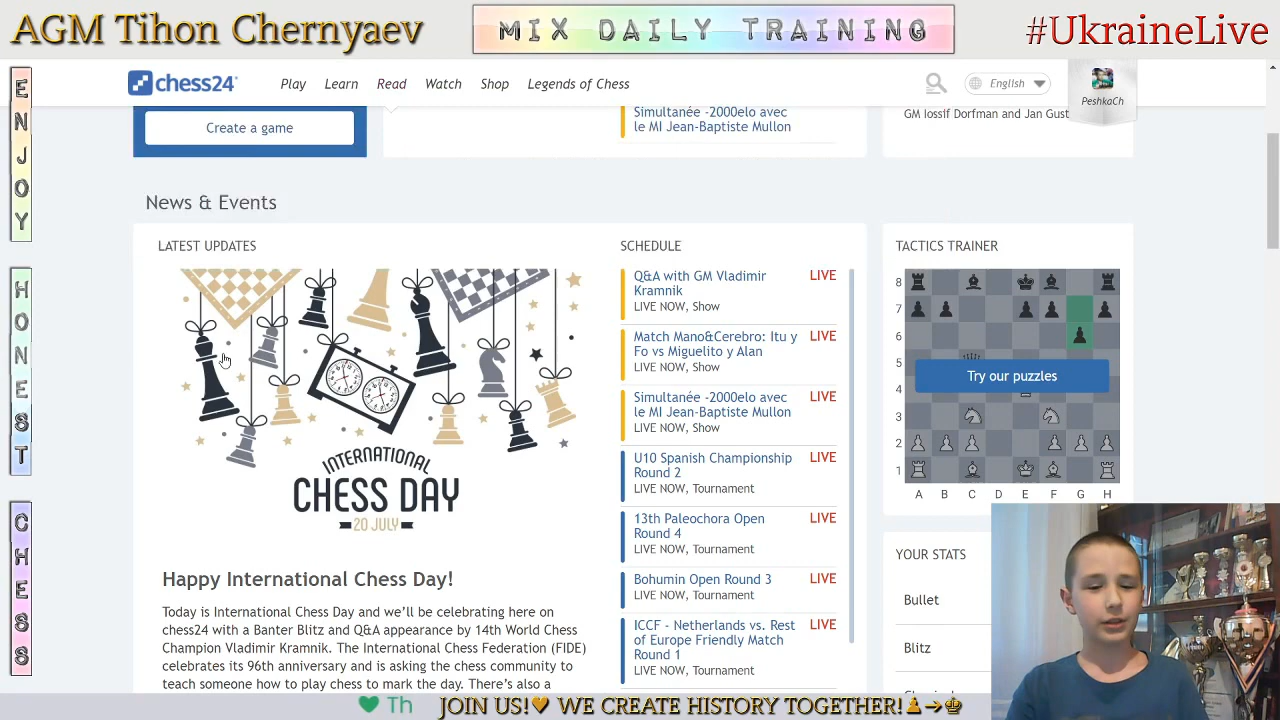 AGM Tihon Chernyaev
MIX DAILY TRAINING
#UkraineLive
ENJOY
HONEST
CHESS
chess24
Play
Learn
Read
Watch
Shop
Legends of Chess
English
PeshkaCh
Create a game
Simultanée -2000elo avec
le MI Jean-Baptiste Mullon
GM Iossif Dorfman and Jan Gust
News & Events
LATEST UPDATES
INTERNATIONAL
CHESS DAY
20 JULY
Happy International Chess Day!
Today is International Chess Day and we'll be celebrating here on
chess24 with a Banter Blitz and Q&A appearance by 14th World Chess
Champion Vladimir Kramnik. The International Chess Federation (FIDE)
celebrates its 96th anniversary and is asking the chess community to
teach someone how to play chess to mark the day. There's also a
SCHEDULE
Q&A with GM Vladimir LIVE
Kramnik
LIVE NOW, Show
Match Mano&Cerebro: Itu y LIVE
Fo vs Miguelito y Alan
LIVE NOW, Show
Simultanée -2000elo avec LIVE
le MI Jean-Baptiste Mullon
LIVE NOW, Show
U10 Spanish Championship LIVE
Round 2
LIVE NOW, Tournament
13th Paleochora Open LIVE
Round 4
LIVE NOW, Tournament
Bohumin Open Round 3 LIVE
LIVE NOW, Tournament
ICCF - Netherlands vs. Rest LIVE
of Europe Friendly Match
Round 1
LIVE NOW, Tournament
TACTICS TRAINER
8
7
6
5
Try our puzzles
4
3
2
1
A B C D E F G H
YOUR STATS
Bullet
Blitz
Th
JOIN US! WE CREATE HISTORY TOGETHER!